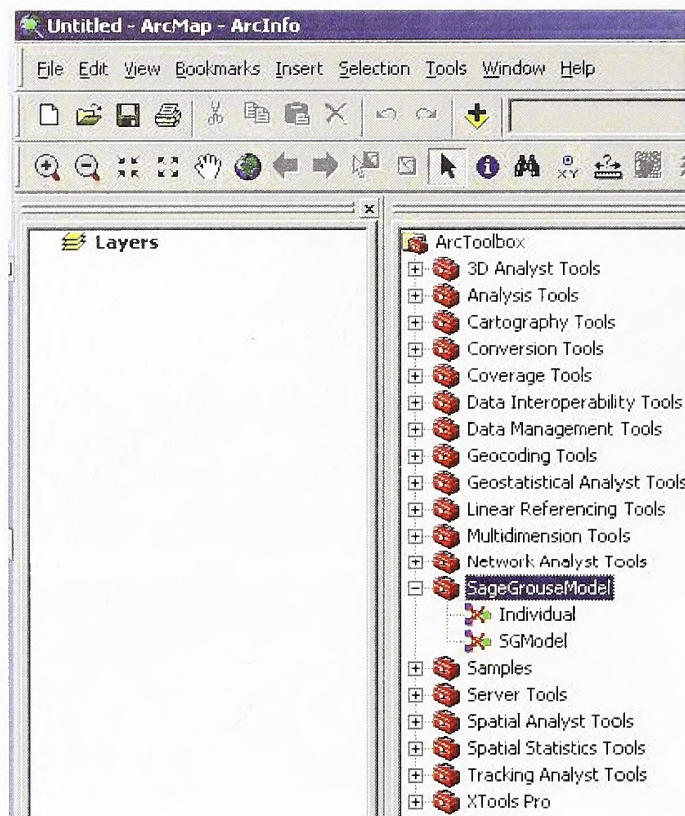 Untitled - ArcMap - ArcInfo
File Edit View Bookmarks Insert Selection Tools Window Help
XY
Layers
ArcToolbox
3D Analyst Tools
Analysis Tools
Cartography Tools
Conversion Tools
Coverage Tools
Data Interoperability Tools
Data Management Tools
Geocoding Tools
Geostatistical Analyst Tools
Linear Referencing Tools
Multidimension Tools
Network Analyst Tools
SageGrouseModel
Individual
SGModel
Samples
Server Tools
Spatial Analyst Tools
Spatial Statistics Tools
Tracking Analyst Tools
XTools Pro